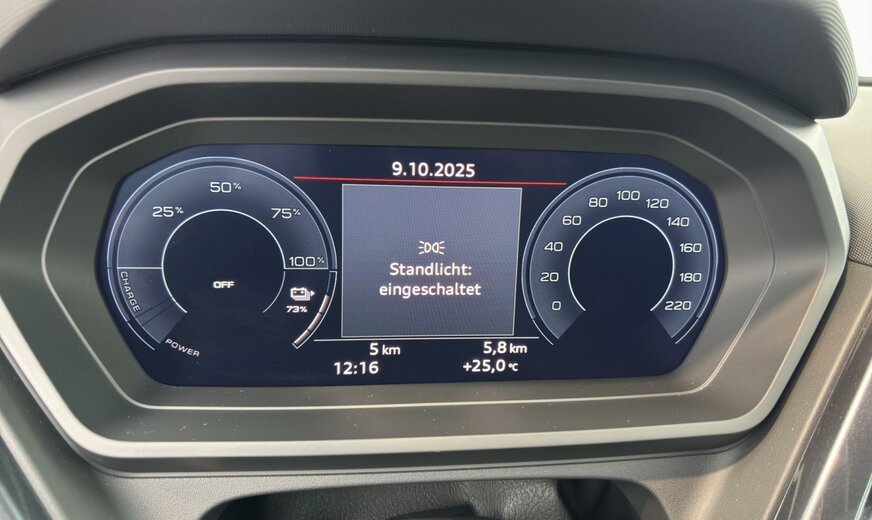 9.10.2025
50%
25%
75%
100%
OFF
CHARGE
POWER
73%
Standlicht:
eingeschaltet
0
20
40
60
80
100
120
140
160
180
220
5 km
5,8 km
12:16
+25,0 °C